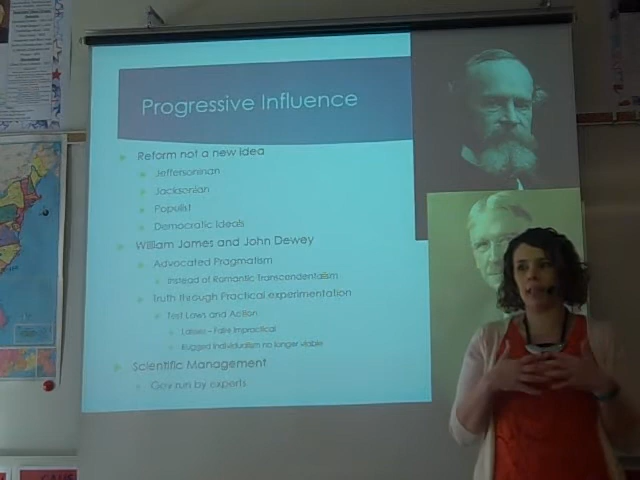 Progressive Influence
Reform not a new idea
Jeffersoninan
Jacksonian
Populist
Democratic Ideals
William James and John Dewey
Advocated Pragmatism
Instead of Romantic Transcendentalism
Truth through Practical experimentation
Test Laws and Action
Laissez – Faire Impractical
Rugged Individualism no longer viable
Scientific Management
Gov run by experts